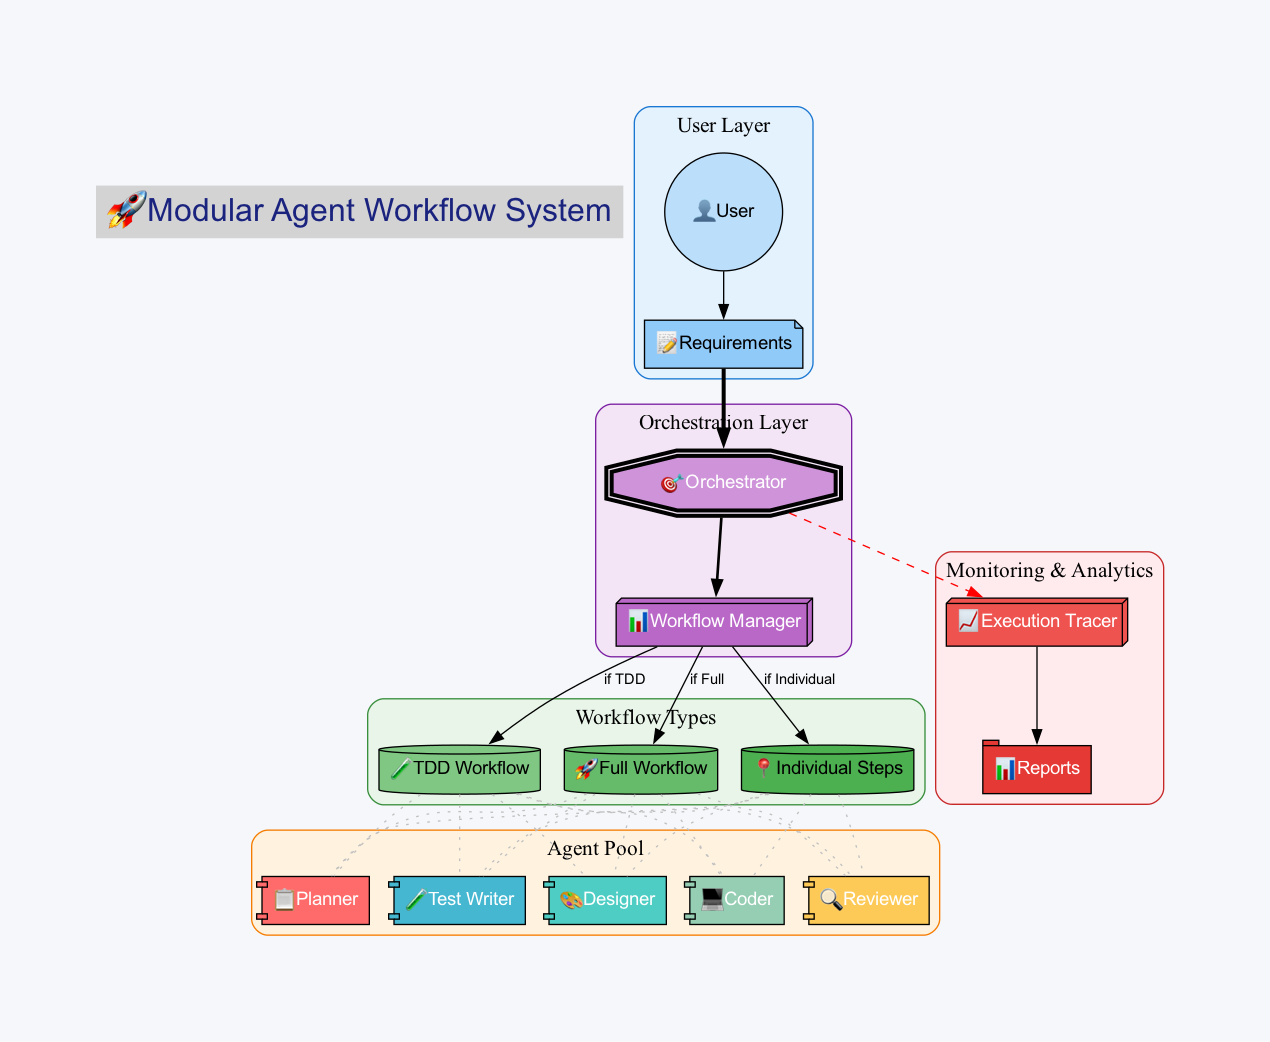 User Layer
🚀Modular Agent Workflow System
👤User
📝Requirements
Orchestration Layer
🎯Orchestrator
Monitoring & Analytics
📊Workflow Manager
📈Execution Tracer
if TDD
if Full
if Individual
Workflow Types
🧪TDD Workflow
🚀Full Workflow
📍Individual Steps
📊Reports
Agent Pool
📋Planner
🧪Test Writer
🎨Designer
💻Coder
🔍Reviewer